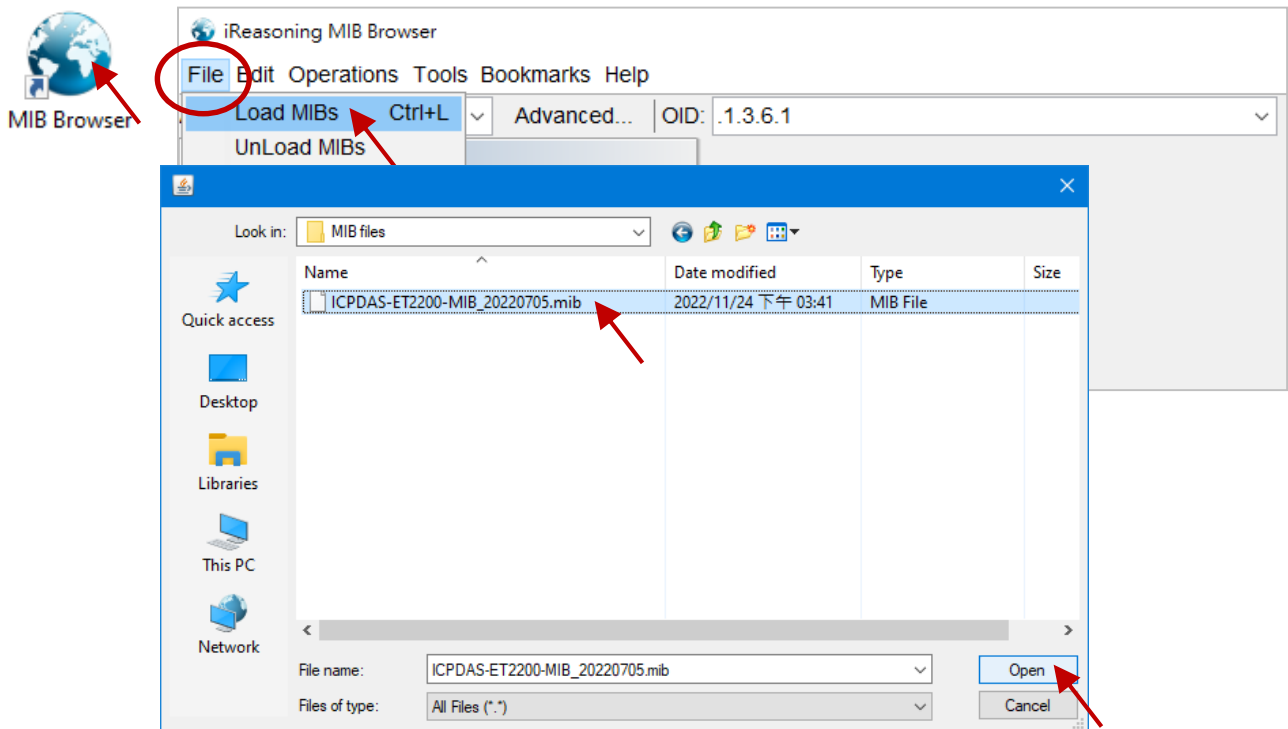 iReasoning MIB Browser
File Edit Operations Tools Bookmarks Help
MIB Browser
Load MIBs Ctrl+L
Advanced... OID: .1.3.6.1
UnLoad MIBs
Look in: MIB files
Name Date modified Type Size
ICPDAS-ET2200-MIB_20220705.mib 2022/11/24 下午 03:41 MIB File
Quick access
Desktop
Libraries
This PC
Network
File name: ICPDAS-ET2200-MIB_20220705.mib Open
Files of type: All Files (*.*) Cancel